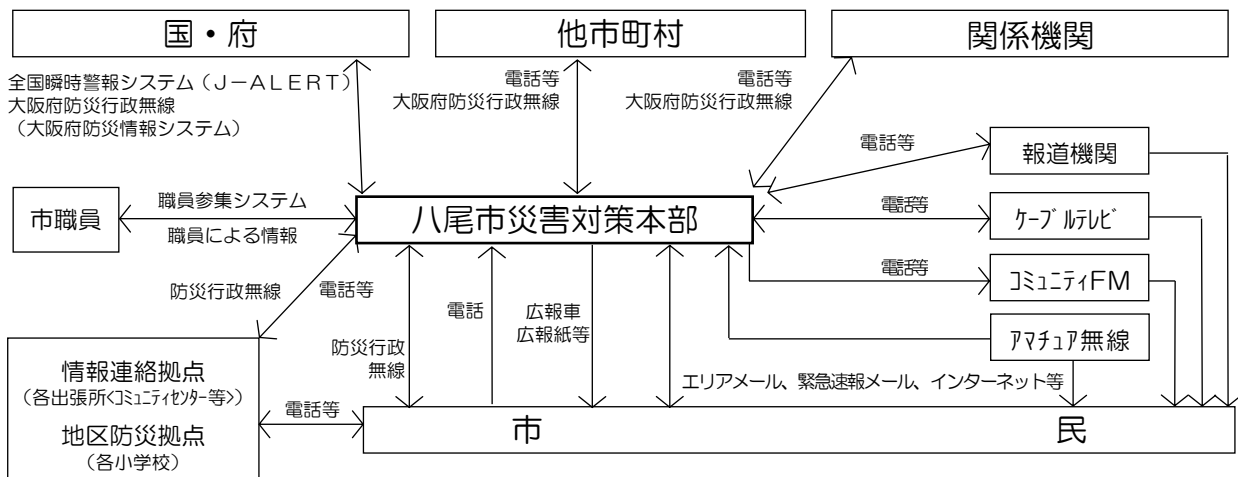 国・府
他市町村
関係機関
全国瞬時警報システム（Ｊ－ＡＬＥＲＴ）
大阪府防災行政無線
（大阪府防災情報システム）
電話等
大阪府防災行政無線
電話等
大阪府防災行政無線
電話等
報道機関
市職員
職員参集システム
職員による情報
八尾市災害対策本部
電話等
ｹｰﾌﾞﾙﾃﾚﾋﾞ
電話等
ｺﾐｭﾆﾃｨFM
防災行政無線
電話等
防災行政
無線
電話
広報車
広報紙等
ｱﾏﾁｭｱ無線
エリアメール、緊急速報メール、インターネット等
情報連絡拠点
（各出張所<ｺﾐｭﾆﾃｨｾﾝﾀｰ等>）
地区防災拠点
（各小学校）
電話等
市　民